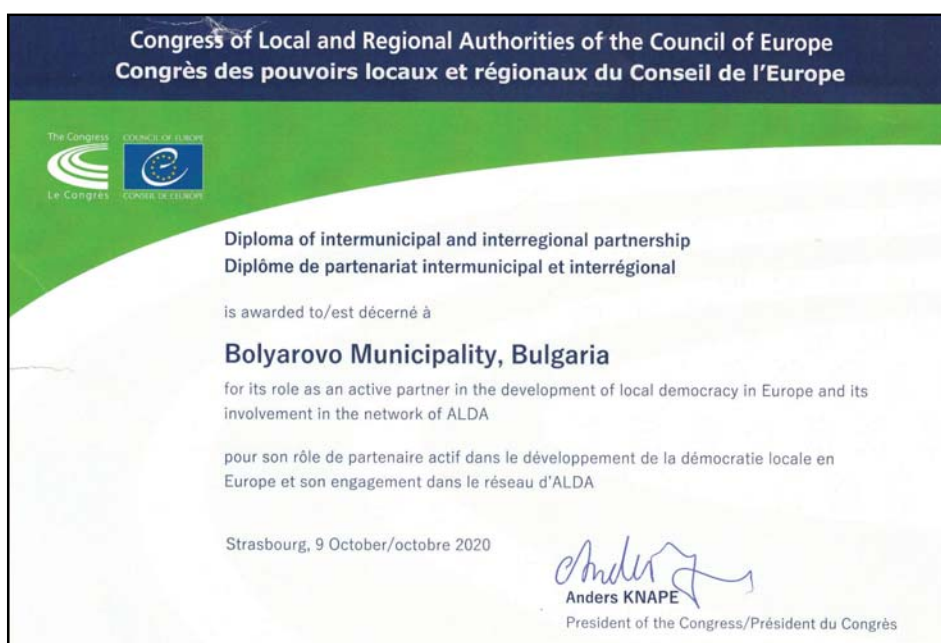 Congress of Local and Regional Authorities of the Council of Europe
Congrès des pouvoirs locaux et régionaux du Conseil de l'Europe
The Congress
Le Congrès
COUNCIL OF EUROPE
CONSEIL DE L'EUROPE
Diploma of intermunicipal and interregional partnership
Diplôme de partenariat intermunicipal et interrégional
is awarded to/est décerné à
Bolyarovo Municipality, Bulgaria
for its role as an active partner in the development of local democracy in Europe and its
involvement in the network of ALDA
pour son rôle de partenaire actif dans le développement de la démocratie locale en
Europe et son engagement dans le réseau d'ALDA
Strasbourg, 9 October/octobre 2020
Anders KNAPE
President of the Congress/Président du Congrès